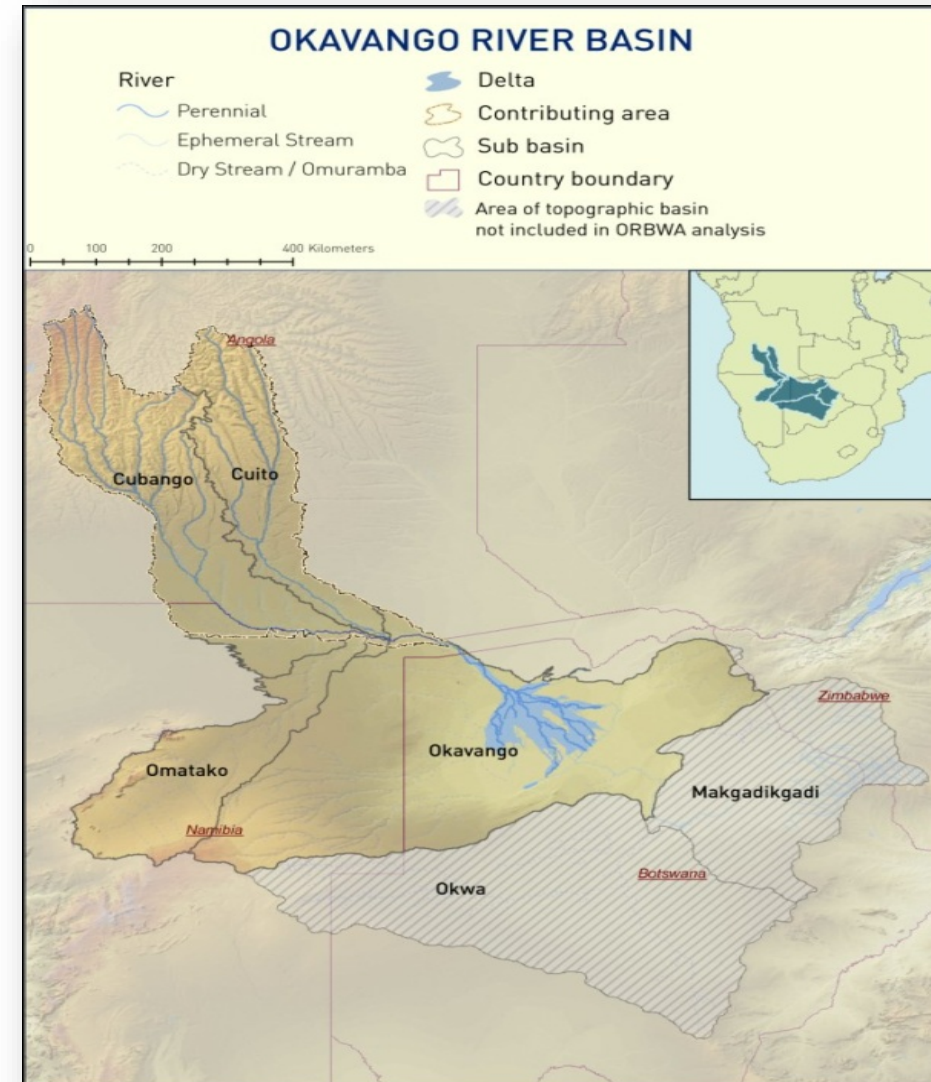 OKAVANGO RIVER BASIN
River
Perennial
Ephemeral Stream
Dry Stream / Omuramba
Delta
Contributing area
Sub basin
Country boundary
Area of topographic basin
not included in ORBWA analysis
0 100 200 400 Kilometers
Angola
Cubango
Cuito
Zimbabwe
Okavango
Omatako
Makgadikgadi
Namibia
Botswana
Okwa